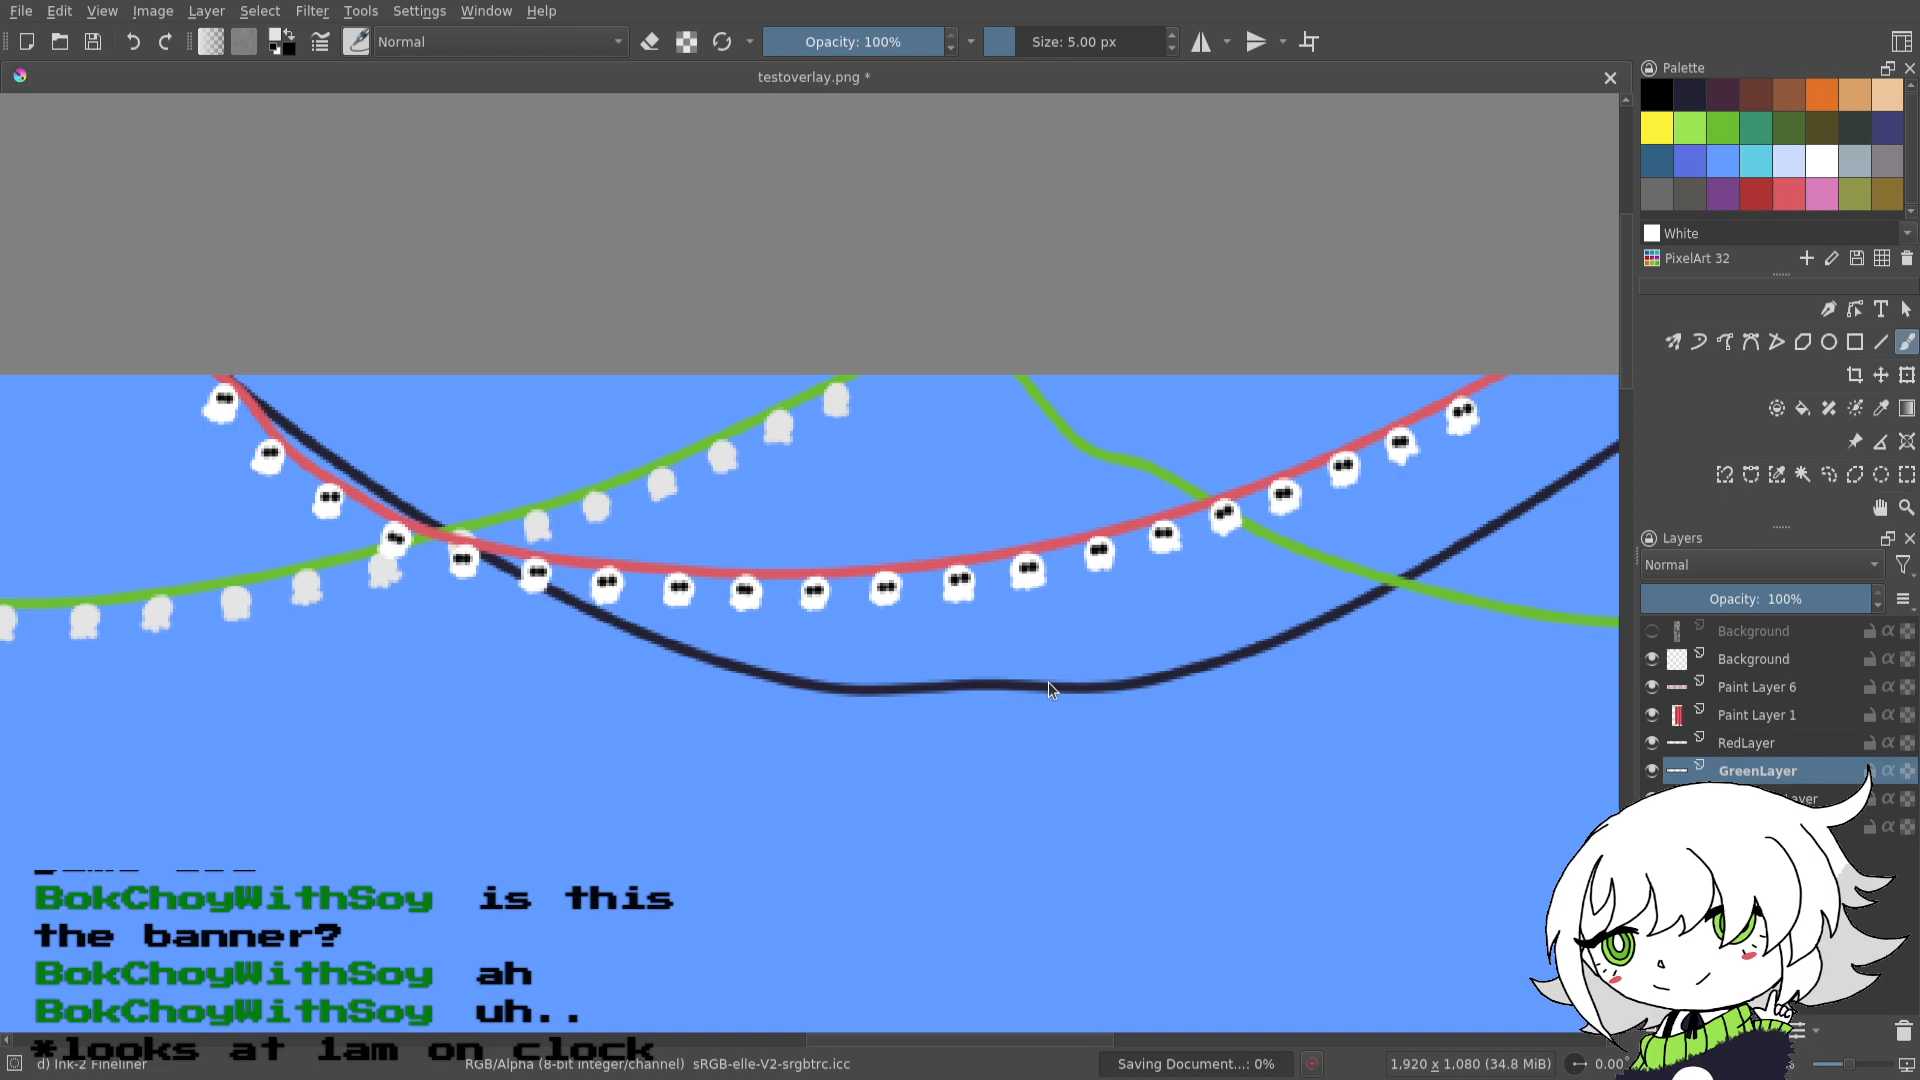 File Edit View Image Layer Select Filter Tools Settings Window Help
Normal Opacity: 100% Size: 5.00 px
testoverlay.png *
Palette
White
PixelArt 32
Layers
Normal
Opacity: 100%
Background
Background
Paint Layer 6
Paint Layer 1
RedLayer
GreenLayer
BokChoyWithSoy is this
the banner?
BokChoyWithSoy ah
BokChoyWithSoy uh..
*looks at 1am on clock
d) Ink-2 Fineliner RGB/Alpha (8-bit integer/channel) sRGB-elle-V2-srgbtrc.icc Saving Document...: 0% 1,920 x 1,080 (34.8 MiB) 0.00